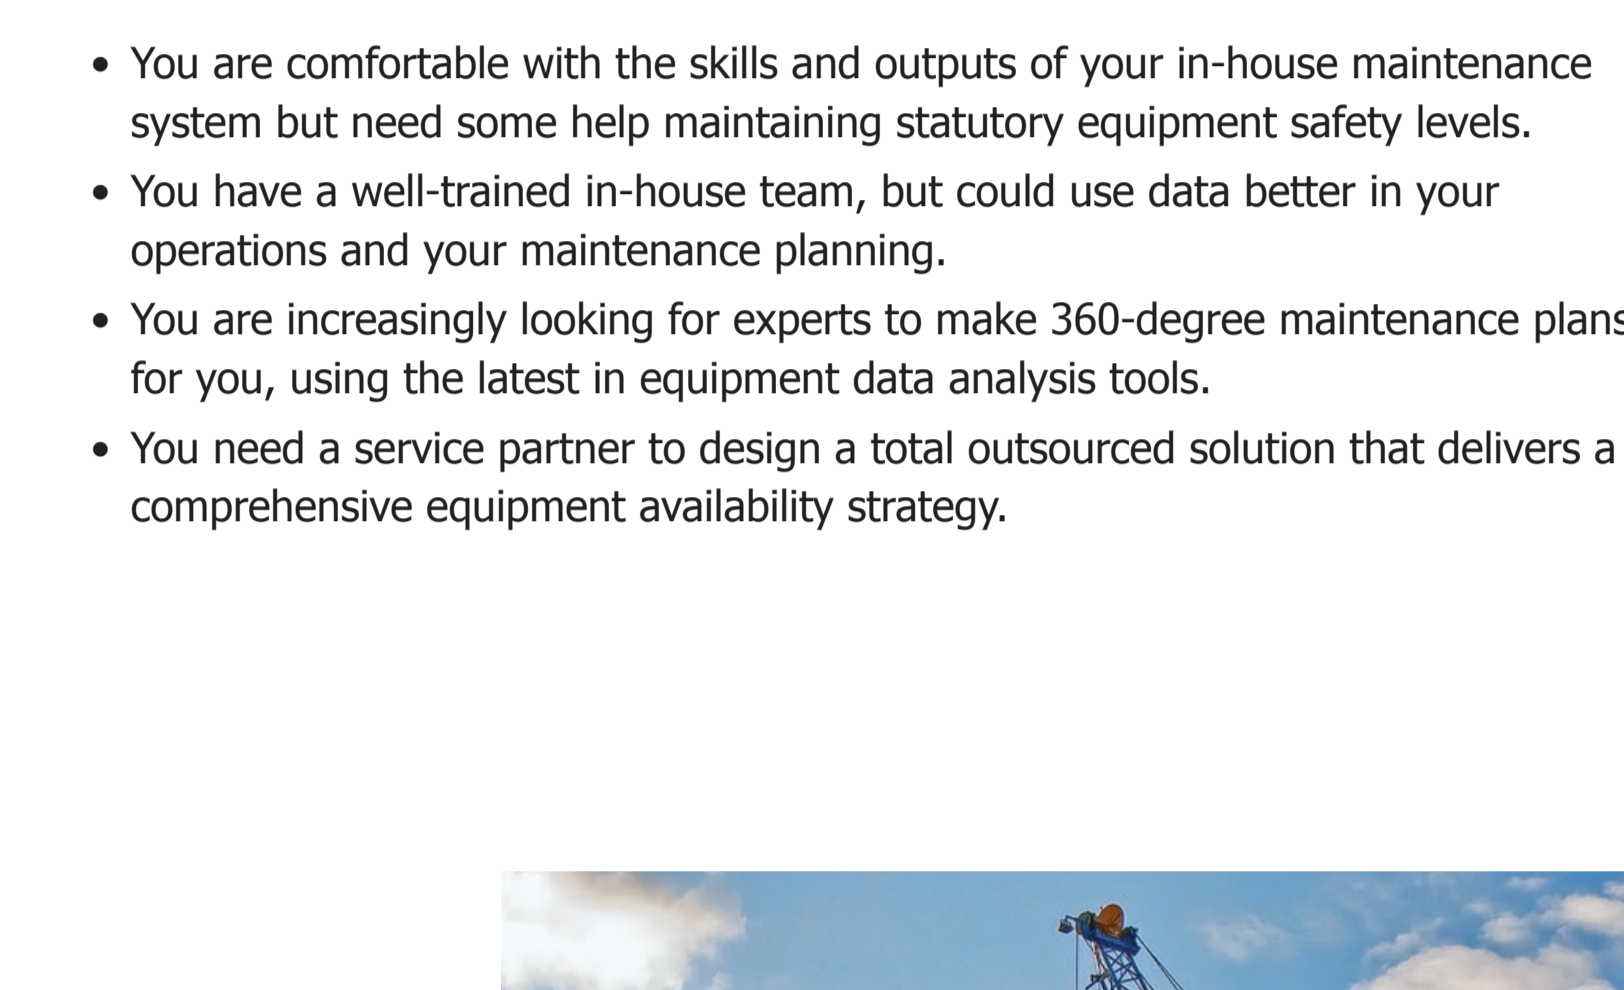 • You are comfortable with the skills and outputs of your in-house maintenance
system but need some help maintaining statutory equipment safety levels.
• You have a well-trained in-house team, but could use data better in your
operations and your maintenance planning.
• You are increasingly looking for experts to make 360-degree maintenance plans
for you, using the latest in equipment data analysis tools.
• You need a service partner to design a total outsourced solution that delivers a
comprehensive equipment availability strategy.